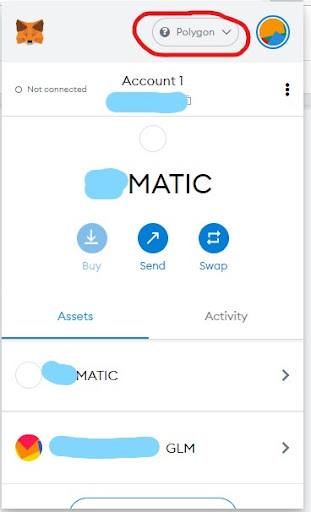 Polygon
Account 1
Not connected
MATIC
Buy Send Swap
Assets Activity
MATIC
GLM